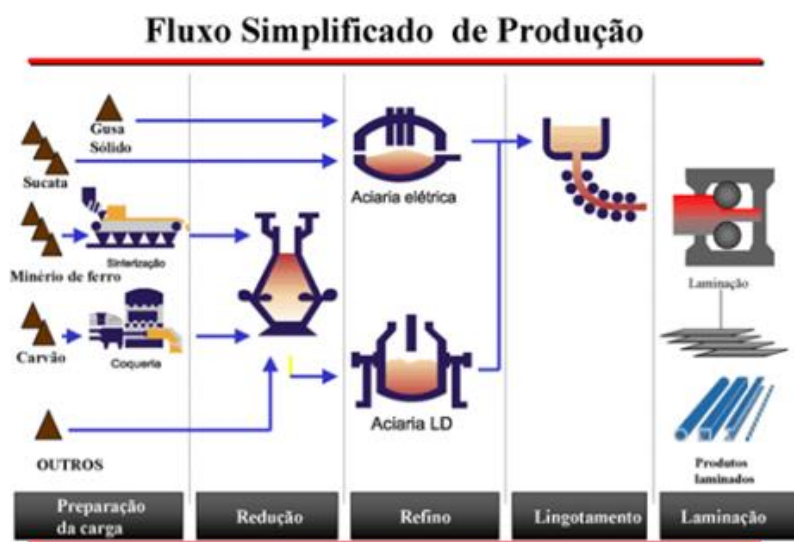 Fluxo Simplificado de Produção
Gusa
Sólido
Sucata
Aciaria elétrica
Sinterização
Minério de ferro
Laminação
Carvão
Coqueria
Aciaria LD
OUTROS
Produtos
laminados
Preparação
da carga
Redução
Refino
Lingotamento
Laminação